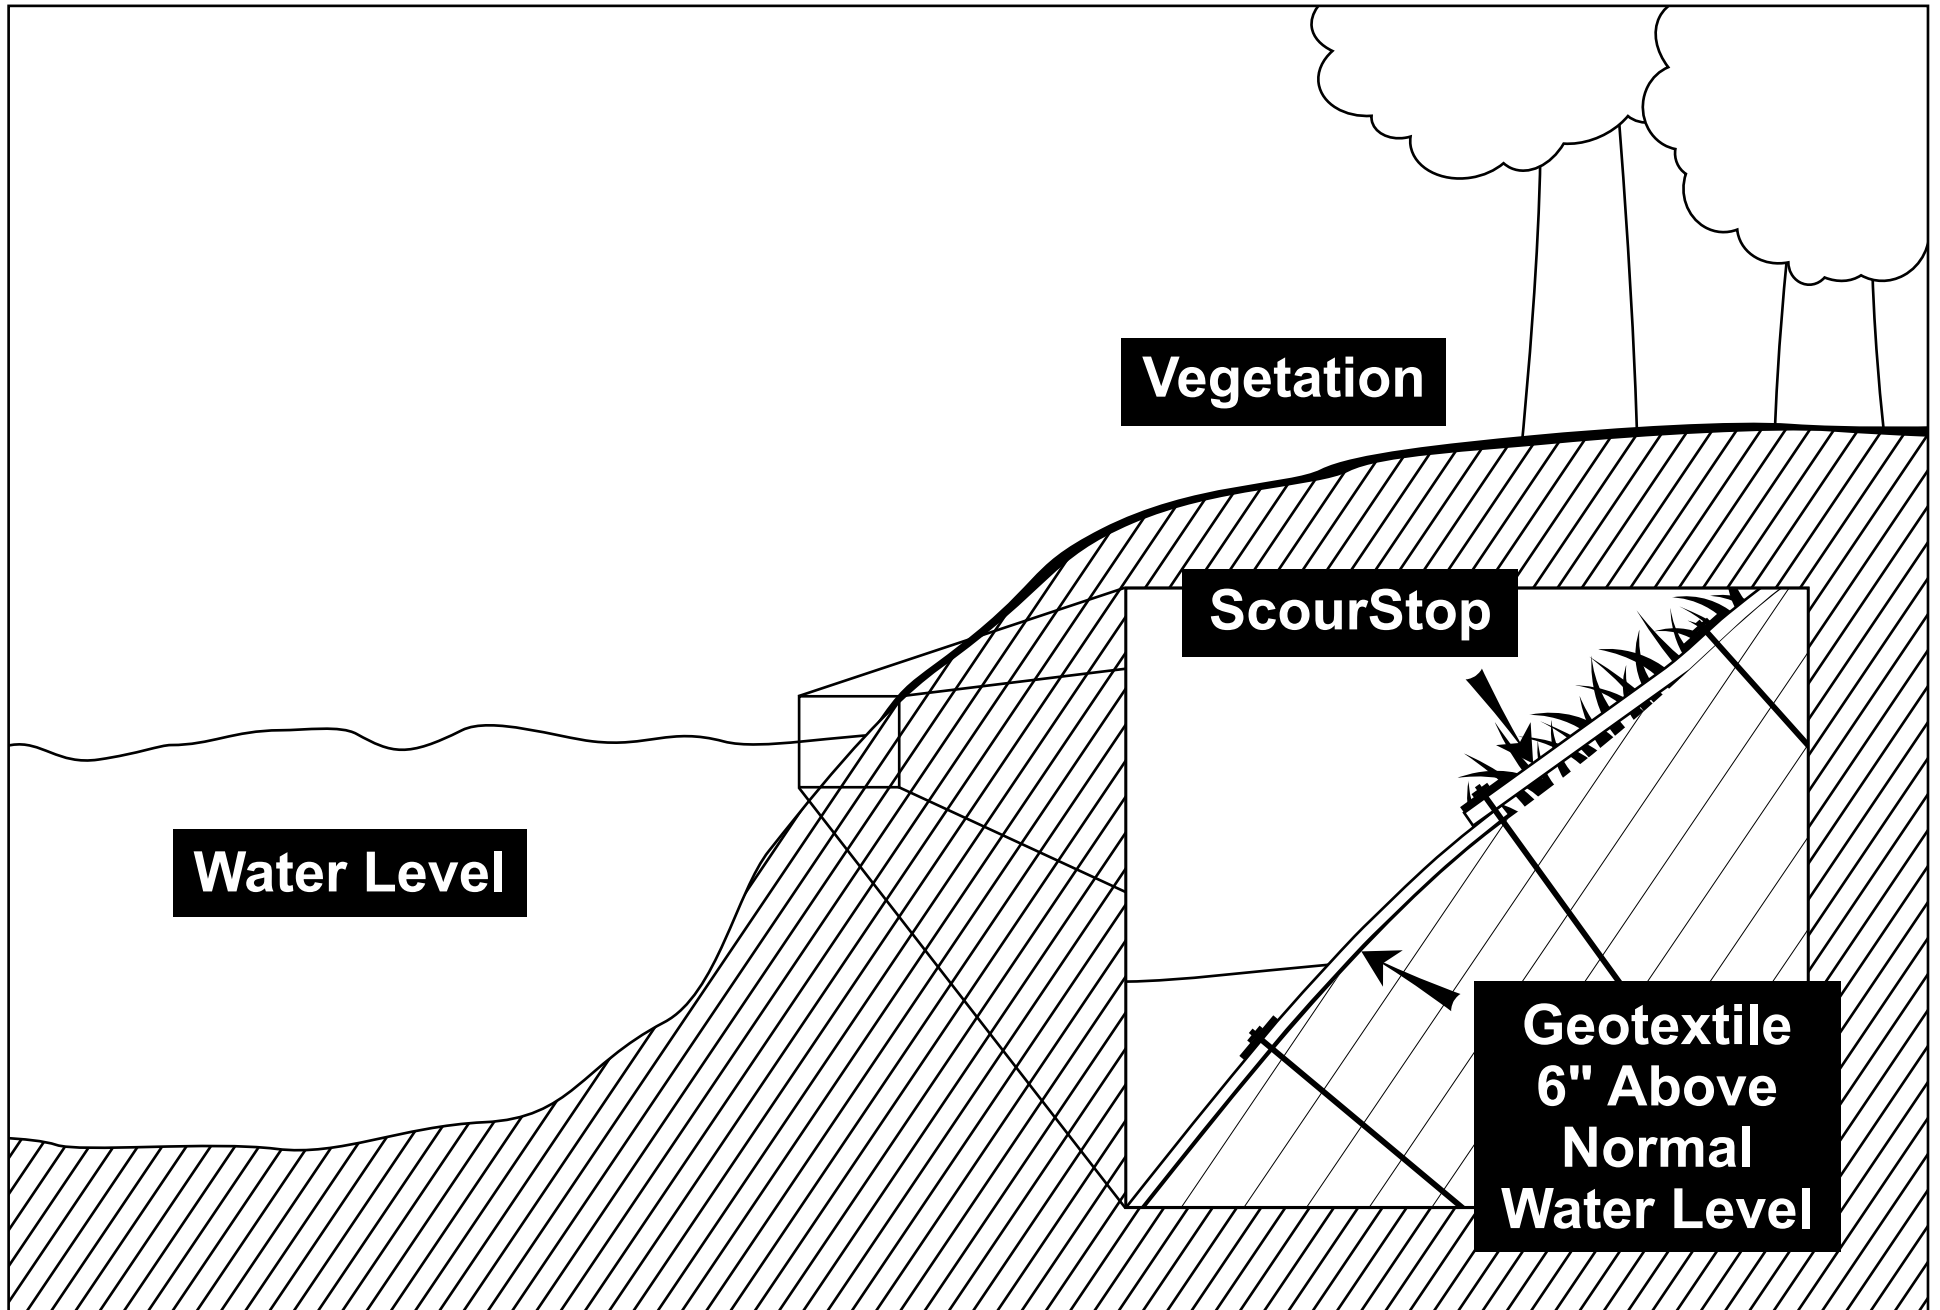 Vegetation
ScourStop
Water Level
Geotextile
6" Above
Normal
Water Level